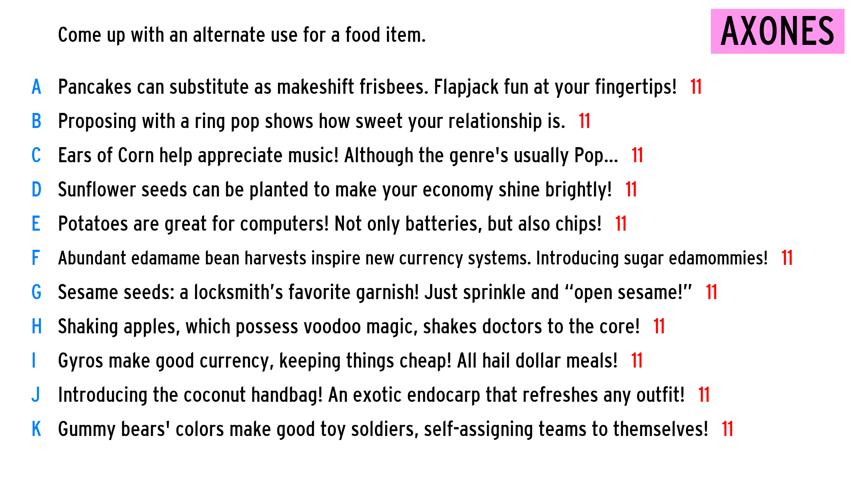 Come up with an alternate use for a food item.
AXONES
A Pancakes can substitute as makeshift frisbees. Flapjack fun at your fingertips! 11
B Proposing with a ring pop shows how sweet your relationship is. 11
C Ears of Corn help appreciate music! Although the genre's usually Pop... 11
D Sunflower seeds can be planted to make your economy shine brightly! 11
E Potatoes are great for computers! Not only batteries, but also chips! 11
F Abundant edamame bean harvests inspire new currency systems. Introducing sugar edamommies! 11
G Sesame seeds: a locksmith’s favorite garnish! Just sprinkle and “open sesame!” 11
H Shaking apples, which possess voodoo magic, shakes doctors to the core! 11
I Gyros make good currency, keeping things cheap! All hail dollar meals! 11
J Introducing the coconut handbag! An exotic endocarp that refreshes any outfit! 11
K Gummy bears' colors make good toy soldiers, self-assigning teams to themselves! 11